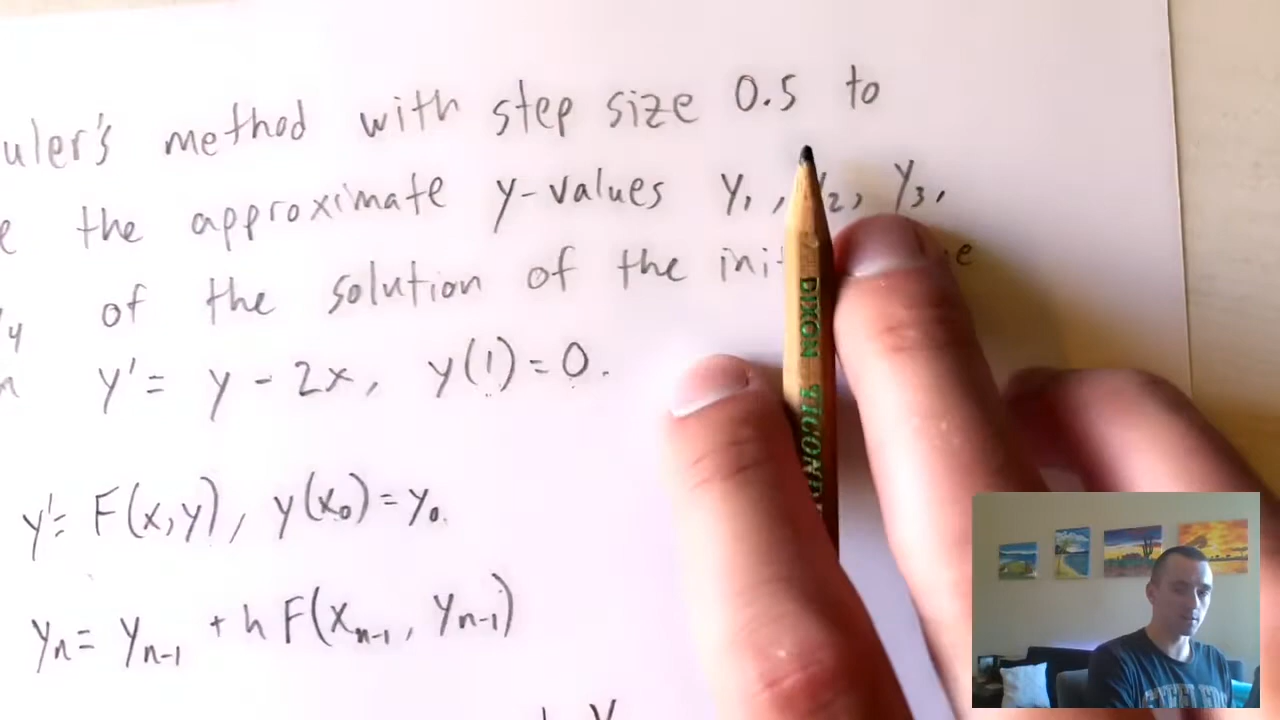 uler's method with step size 0.5 to
the approximate y-values y₁, y₂, y₃,
of the solution of the
y' = y - 2x, y(1) = 0.
y' = F(x,y), y(x₀) = y₀.
yₙ = yₙ₋₁ + h F(xₙ₋₁, yₙ₋₁)
DIXON